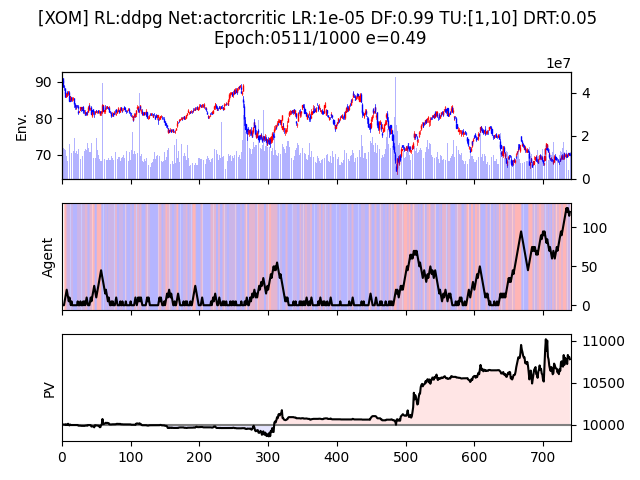 [XOM] RL:ddpg Net:actorcritic LR:1e-05 DF:0.99 TU:[1,10] DRT:0.05
Epoch:0511/1000 e=0.49
1e7
Env.
90
80
70
4
2
0
Agent
100
50
0
PV
11000
10500
10000
0 100 200 300 400 500 600 700